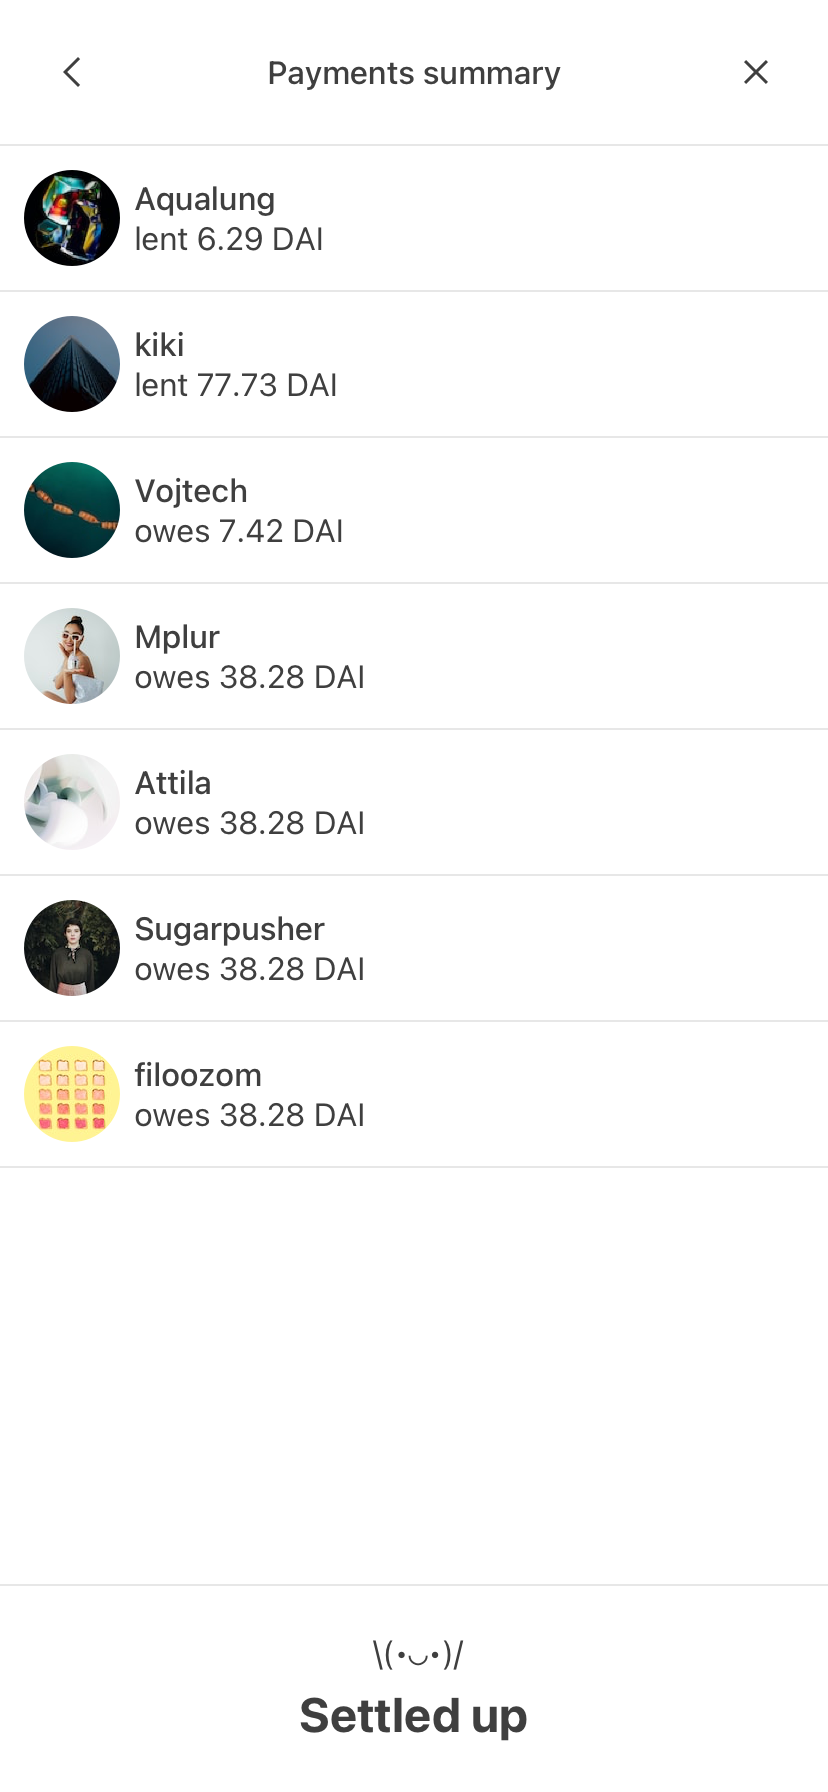 Payments summary
Aqualung
lent 6.29 DAI
kiki
lent 77.73 DAI
Vojtech
owes 7.42 DAI
Mplur
owes 38.28 DAI
Attila
owes 38.28 DAI
Sugarpusher
owes 38.28 DAI
filoozom
owes 38.28 DAI
\(·◡·)/
Settled up